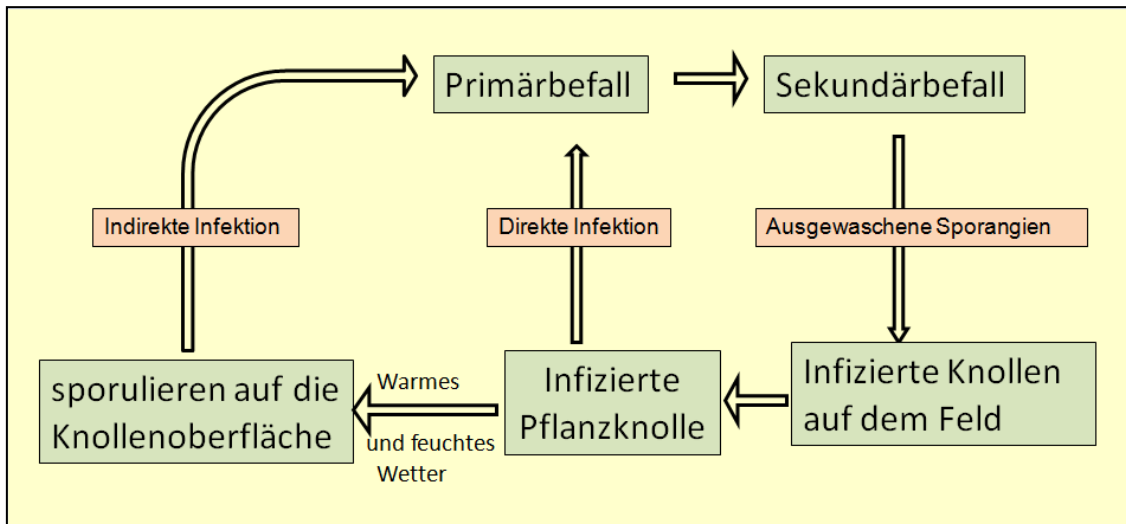 Primärbefall
Sekundärbefall
Indirekte Infektion
Direkte Infektion
Ausgewaschene Sporangien
sporulieren auf die
Knollenoberfläche
Warmes
und feuchtes
Wetter
Infizierte
Pflanzknolle
Infizierte Knollen
auf dem Feld